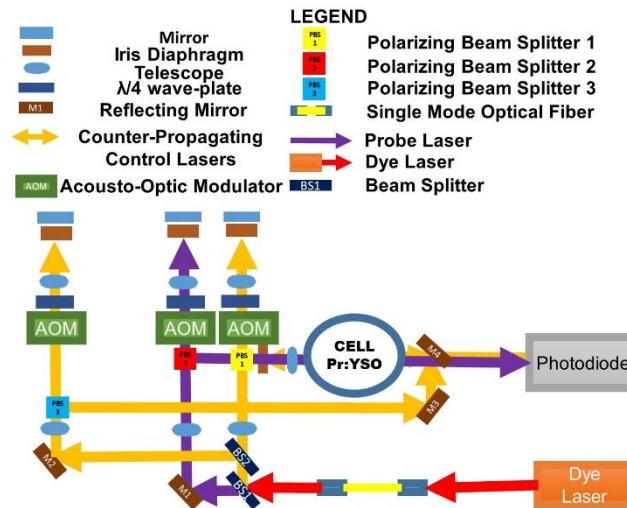 LEGEND
Mirror
Iris Diaphragm
Telescope
λ/4 wave-plate
M1 Reflecting Mirror
Counter-Propagating
Control Lasers
AOM Acousto-Optic Modulator
PBS 1 Polarizing Beam Splitter 1
PBS 2 Polarizing Beam Splitter 2
PBS 3 Polarizing Beam Splitter 3
Single Mode Optical Fiber
Probe Laser
Dye Laser
BS1 Beam Splitter
AOM
AOM
AOM
PBS 2
PBS 1
CELL
Pr:YSO
M4
Photodiode
PBS 3
M3
M2
BS2
M1
BS1
Dye
Laser